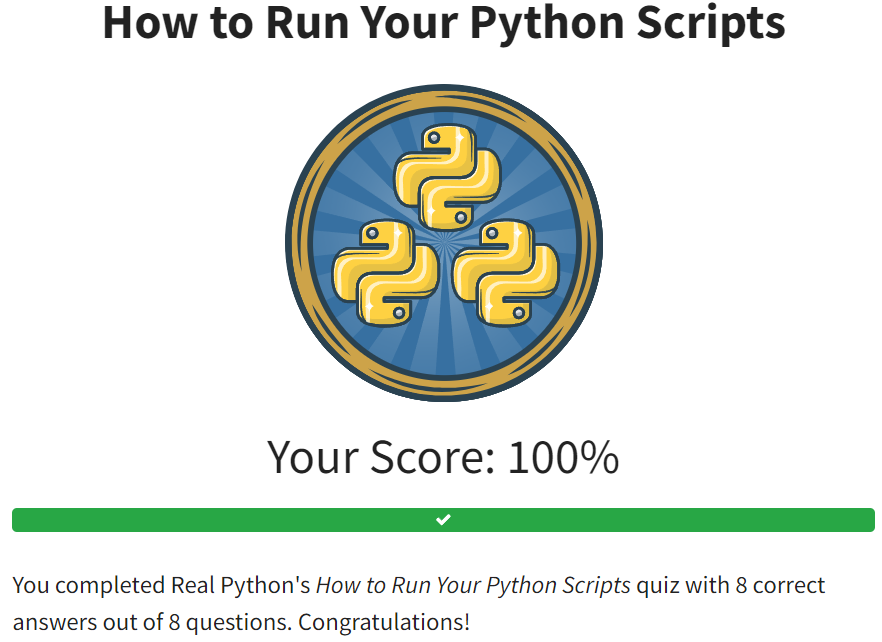 How to Run Your Python Scripts
Your Score: 100%
You completed Real Python's How to Run Your Python Scripts quiz with 8 correct
answers out of 8 questions. Congratulations!